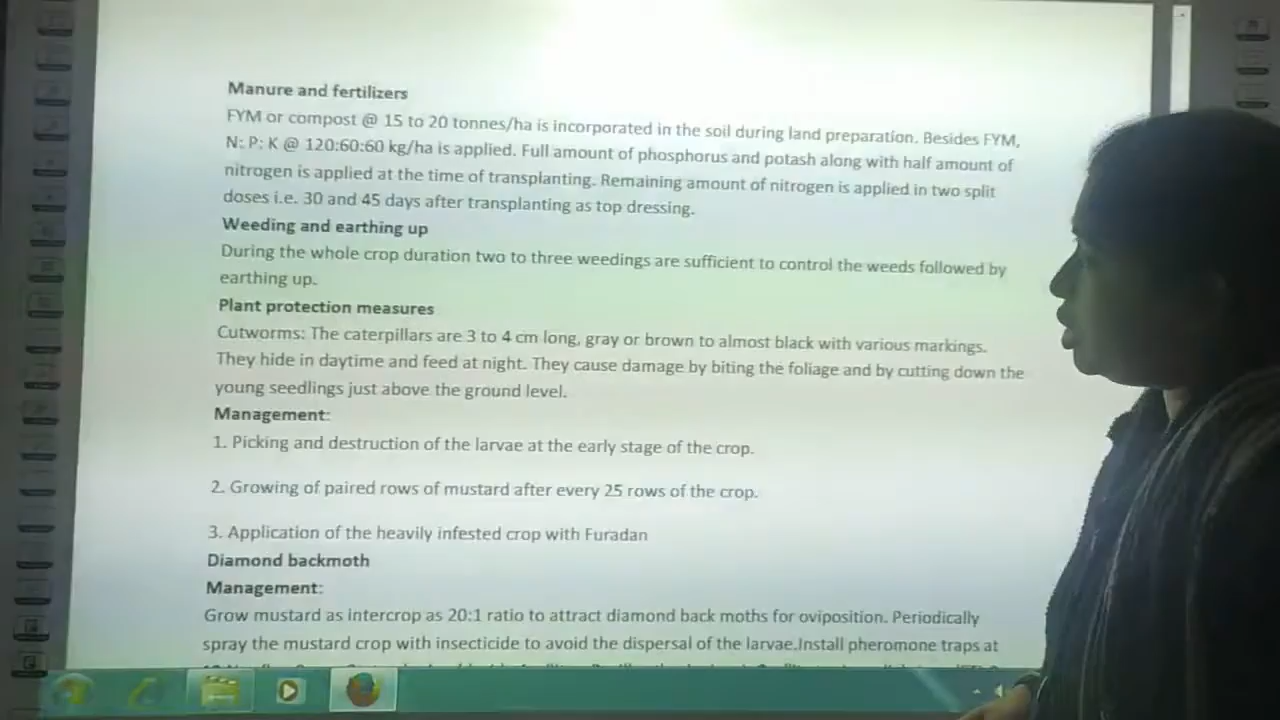 Manure and fertilizers
FYM or compost @ 15 to 20 tonnes/ha is incorporated in the soil during land preparation. Besides FYM,
N: P: K @ 120:60:60 kg/ha is applied. Full amount of phosphorus and potash along with half amount of
nitrogen is applied at the time of transplanting. Remaining amount of nitrogen is applied in two split
doses i.e. 30 and 45 days after transplanting as top dressing.
Weeding and earthing up
During the whole crop duration two to three weedings are sufficient to control the weeds followed by
earthing up.
Plant protection measures
Cutworms: The caterpillars are 3 to 4 cm long, gray or brown to almost black with various markings.
They hide in daytime and feed at night. They cause damage by biting the foliage and by cutting down the
young seedlings just above the ground level.
Management:
1. Picking and destruction of the larvae at the early stage of the crop.
2. Growing of paired rows of mustard after every 25 rows of the crop.
3. Application of the heavily infested crop with Furadan
Diamond backmoth
Management:
Grow mustard as intercrop as 20:1 ratio to attract diamond back moths for oviposition. Periodically
spray the mustard crop with insecticide to avoid the dispersal of the larvae.Install pheromone traps at